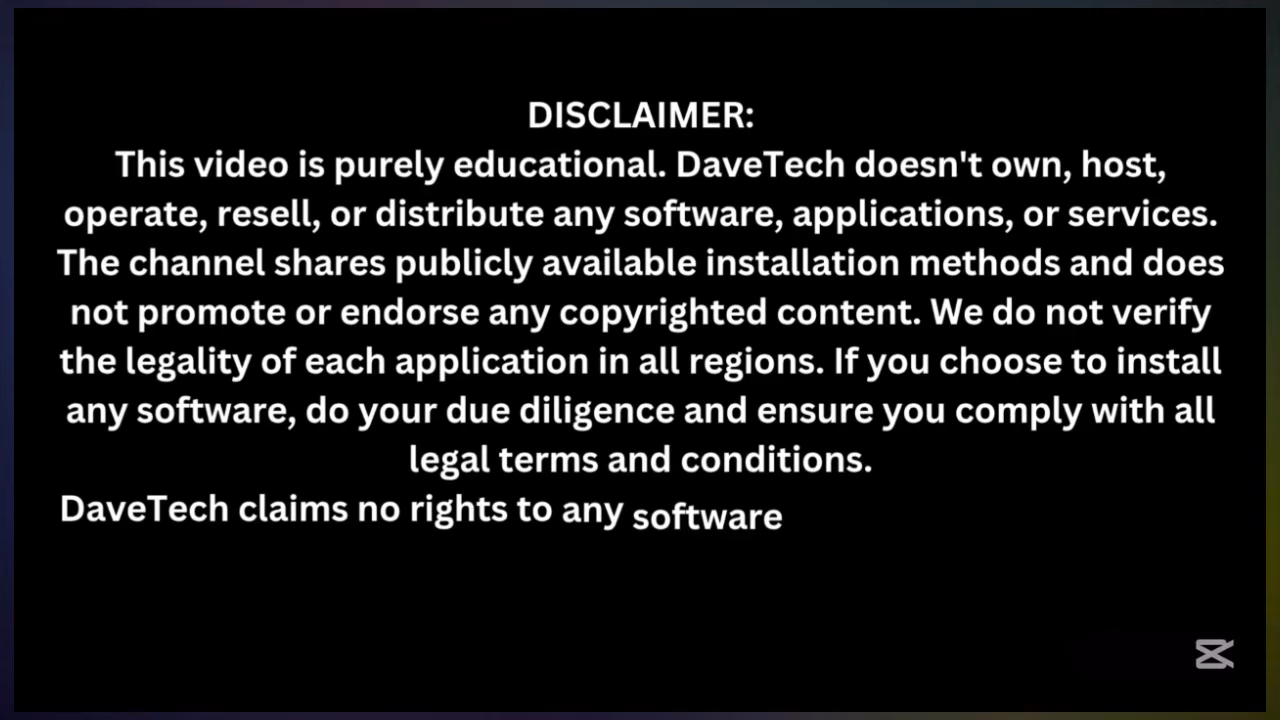 DISCLAIMER:
This video is purely educational. DaveTech doesn't own, host,
operate, resell, or distribute any software, applications, or services.
The channel shares publicly available installation methods and does
not promote or endorse any copyrighted content. We do not verify
the legality of each application in all regions. If you choose to install
any software, do your due diligence and ensure you comply with all
legal terms and conditions.
DaveTech claims no rights to any software